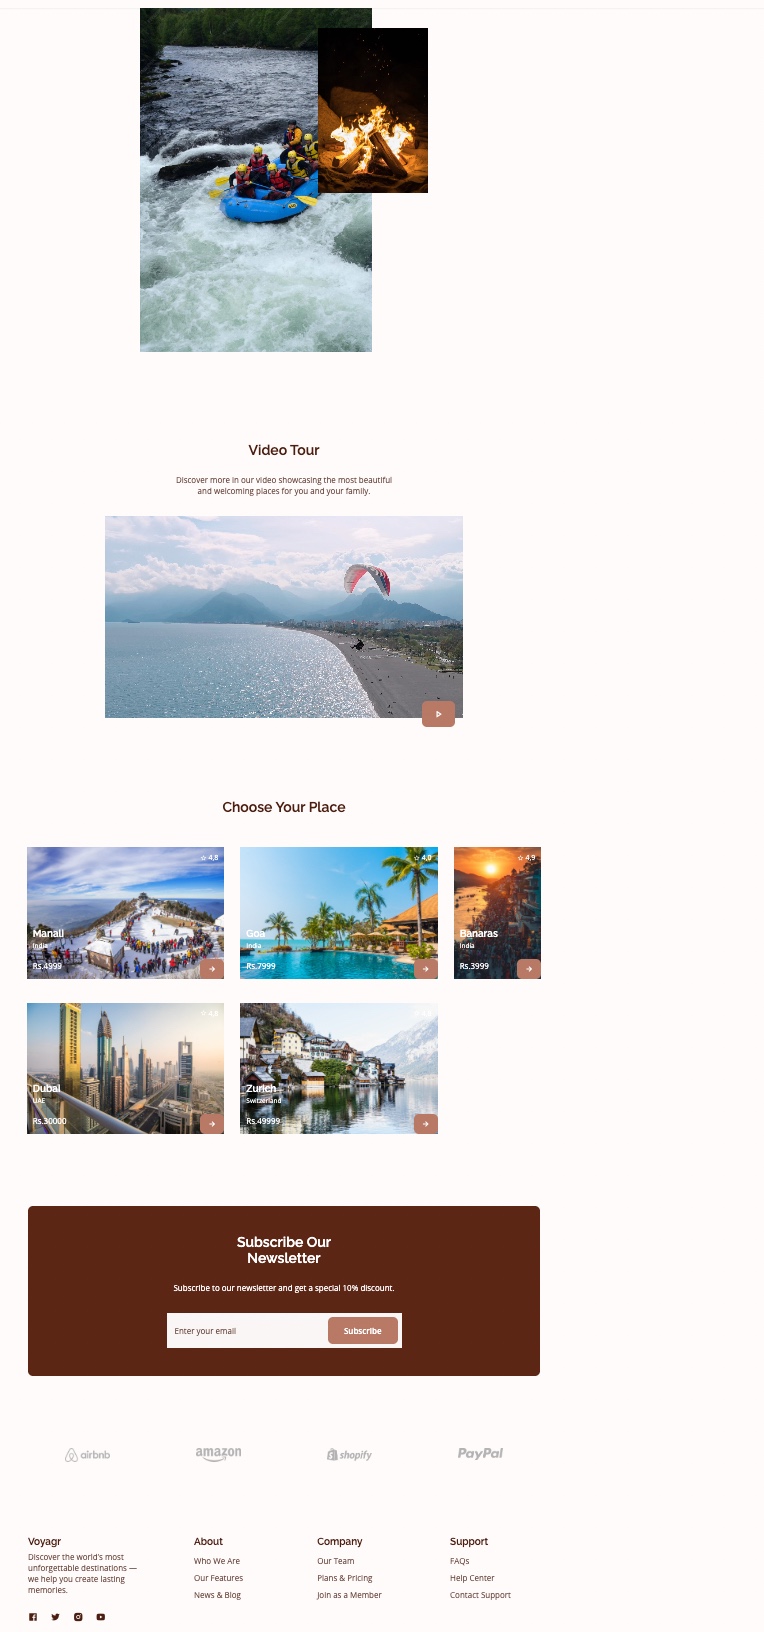 Video Tour
Discover more in our video showcasing the most beautiful
and welcoming places for you and your family.
Choose Your Place
4,8
4,0
4,9
Manali
India
Rs.4999
Goa
India
Rs.7999
Banaras
India
Rs.3999
4,8
Dubai
UAE
Rs.30000
Zurich
Switzerland
Rs.49999
Subscribe Our
Newsletter
Subscribe to our newsletter and get a special 10% discount.
Enter your email
Subscribe
airbnb
amazon
shopify
PayPal
Voyagr
Discover the world's most
unforgettable destinations —
we help you create lasting
memories.
About
Who We Are
Our Features
News & Blog
Company
Our Team
Plans & Pricing
Join as a Member
Support
FAQs
Help Center
Contact Support